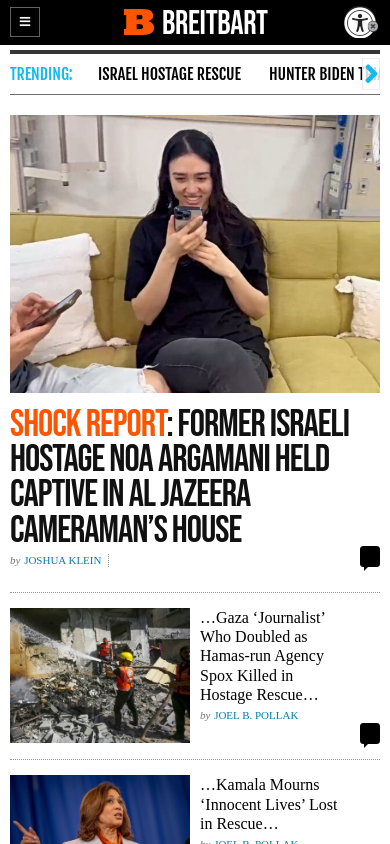 BREITBART
TRENDING:
ISRAEL HOSTAGE RESCUE
HUNTER BIDEN T
SHOCK REPORT: FORMER ISRAELI
HOSTAGE NOA ARGAMANI HELD
CAPTIVE IN AL JAZEERA
CAMERAMAN'S HOUSE
by JOSHUA KLEIN
…Gaza ‘Journalist’
Who Doubled as
Hamas-run Agency
Spox Killed in
Hostage Rescue…
by JOEL B. POLLAK
…Kamala Mourns
‘Innocent Lives’ Lost
in Rescue…
by JOEL B. POLLAK